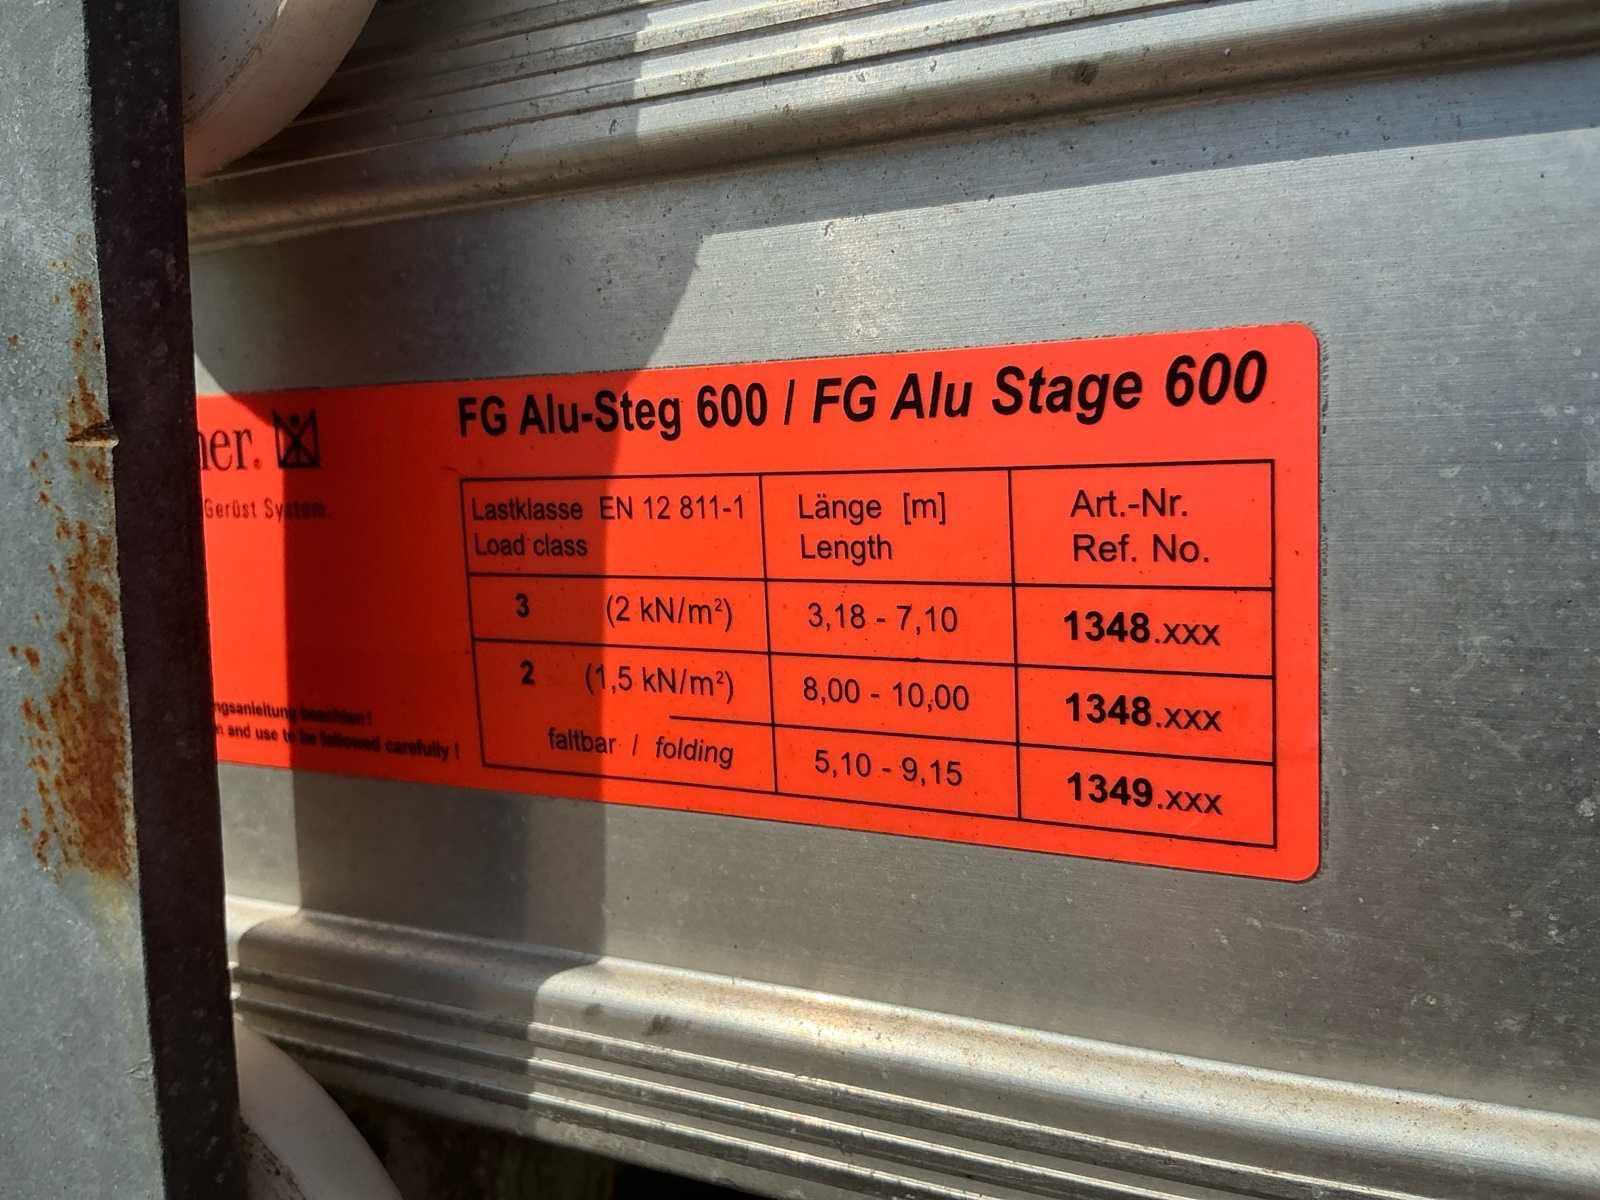 FG Alu-Steg 600 / FG Alu Stage 600
ner.
Gerüst System.
Lastklasse EN 12 811-1
Load class
Länge [m]
Length
Art.-Nr.
Ref. No.
3 (2 kN/m²) 3,18 - 7,10 1348.xxx
2 (1,5 kN/m²) 8,00 - 10,00 1348.xxx
faltbar / folding 5,10 - 9,15 1349.xxx
ngsanleitung beachten!
n and use to be followed carefully !